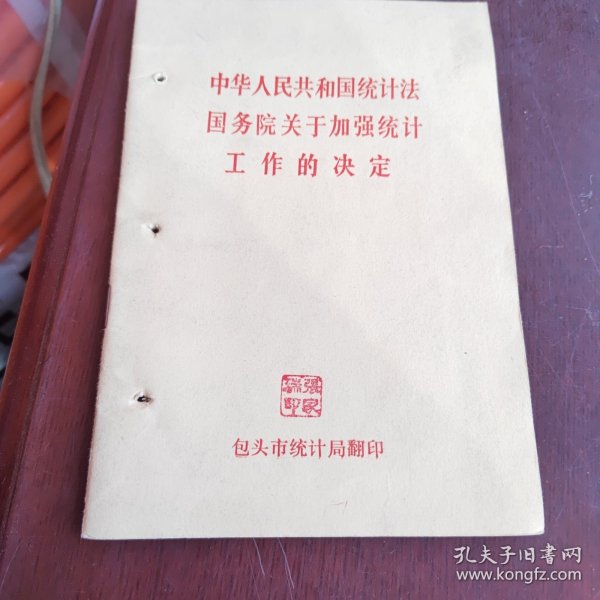 中华人民共和国统计法
国务院关于加强统计
工作的决定
包头市统计局翻印
孔夫子旧书网
www.kongfz.com